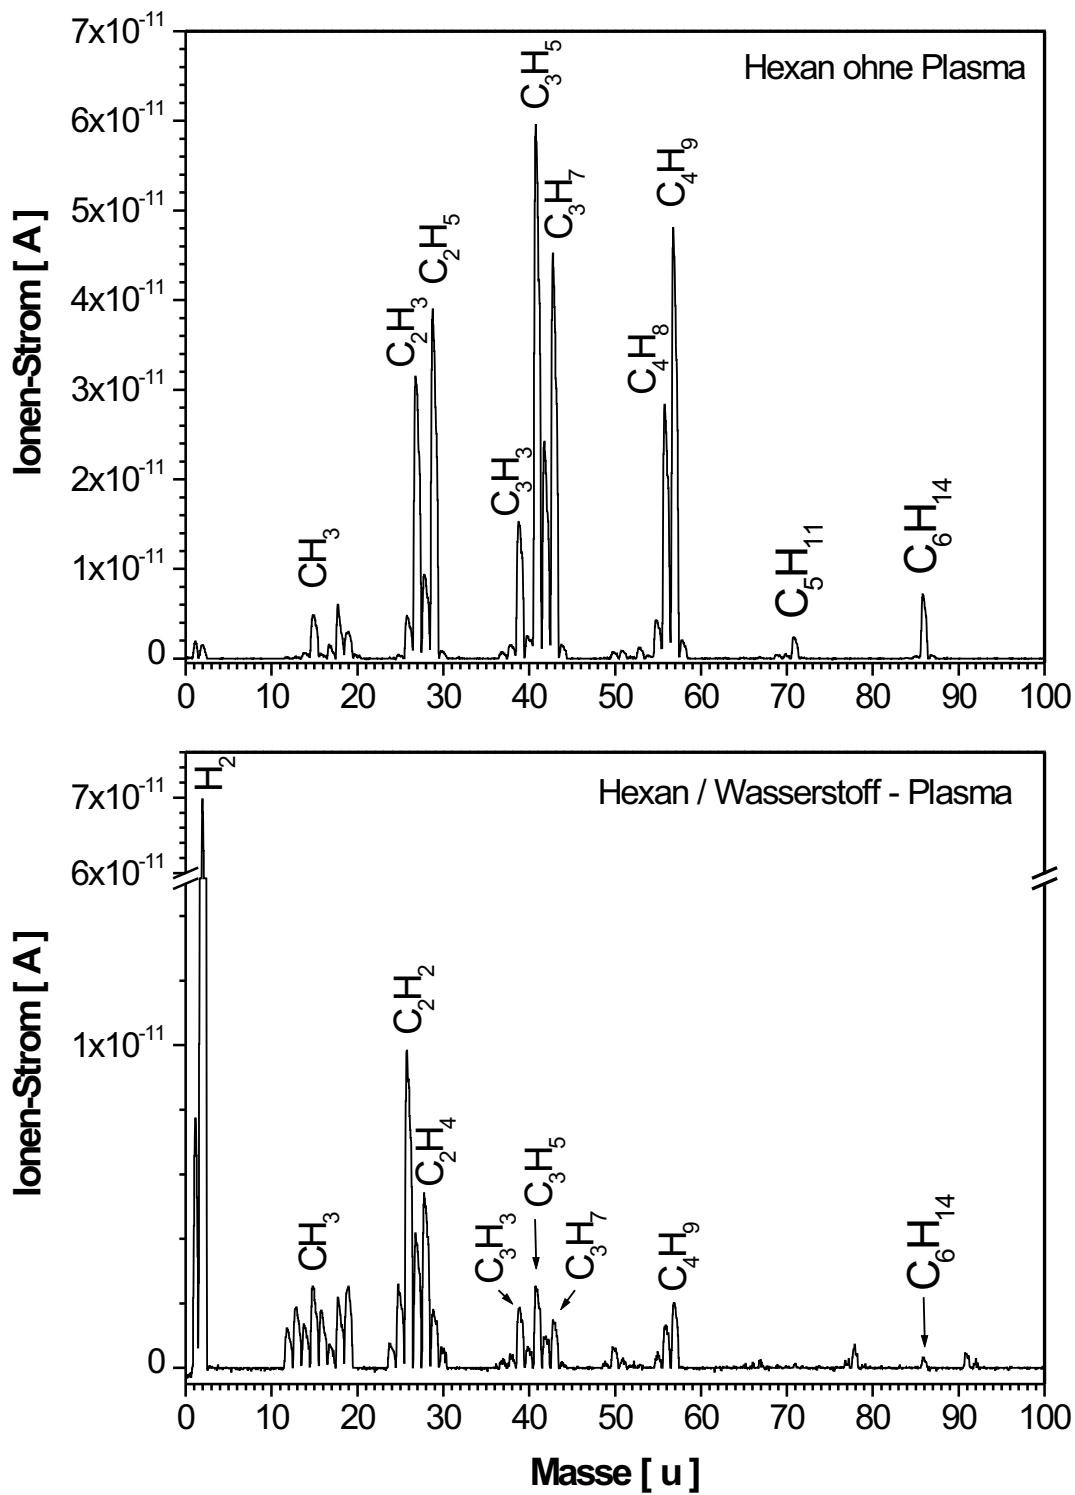 7x10⁻¹¹
6x10⁻¹¹
5x10⁻¹¹
4x10⁻¹¹
3x10⁻¹¹
2x10⁻¹¹
1x10⁻¹¹
0
Ionen-Strom [ A ]
Hexan ohne Plasma
CH₃
C₂H₃
C₂H₅
C₃H₃
C₃H₅
C₃H₇
C₄H₈
C₄H₉
C₅H₁₁
C₆H₁₄
0 10 20 30 40 50 60 70 80 90 100
7x10⁻¹¹
6x10⁻¹¹
1x10⁻¹¹
0
Ionen-Strom [ A ]
Hexan / Wasserstoff - Plasma
H₂
CH₃
C₂H₂
C₂H₄
C₃H₃
C₃H₅
C₃H₇
C₄H₉
C₆H₁₄
0 10 20 30 40 50 60 70 80 90 100
Masse [ u ]